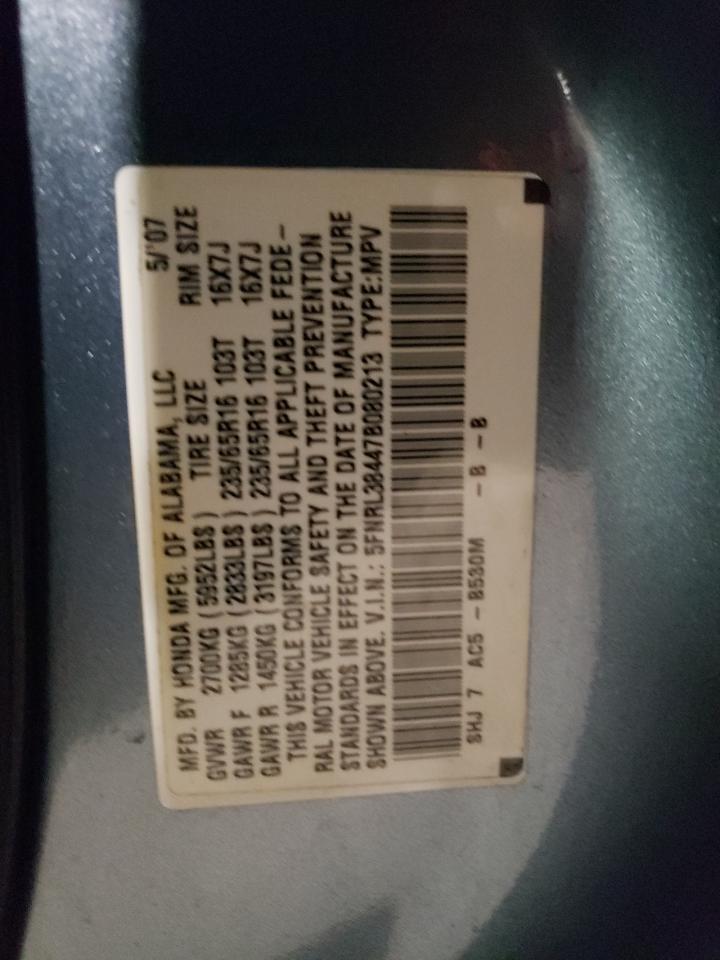 MFD. BY HONDA MFG. OF ALABAMA, LLC 5/'07
GVWR 2700KG (5952LBS) TIRE SIZE RIM SIZE
GAWR F 1285KG (2833LBS) 235/65R16 103T 16X7J
GAWR R 1450KG (3197LBS) 235/65R16 103T 16X7J
THIS VEHICLE CONFORMS TO ALL APPLICABLE FEDE-
RAL MOTOR VEHICLE SAFETY AND THEFT PREVENTION
STANDARDS IN EFFECT ON THE DATE OF MANUFACTURE
SHOWN ABOVE. V.I.N.: 5FNRL38447B080213 TYPE:MPV
SHJ 7 AC5 - B530M - B - B